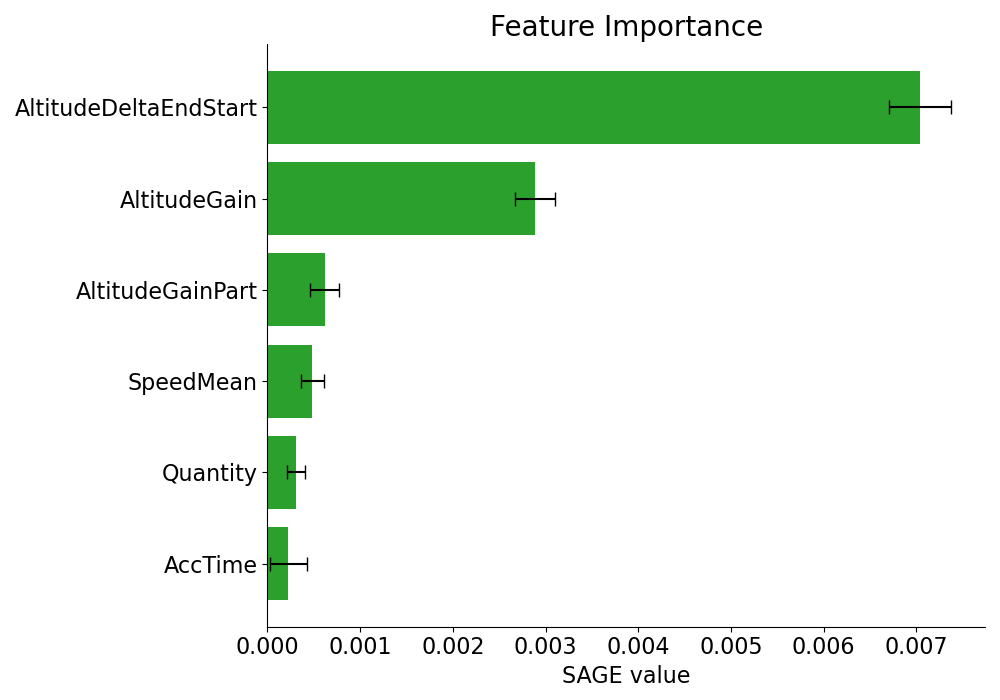 Feature Importance
AltitudeDeltaEndStart
AltitudeGain
AltitudeGainPart
SpeedMean
Quantity
AccTime
0.000 0.001 0.002 0.003 0.004 0.005 0.006 0.007
SAGE value